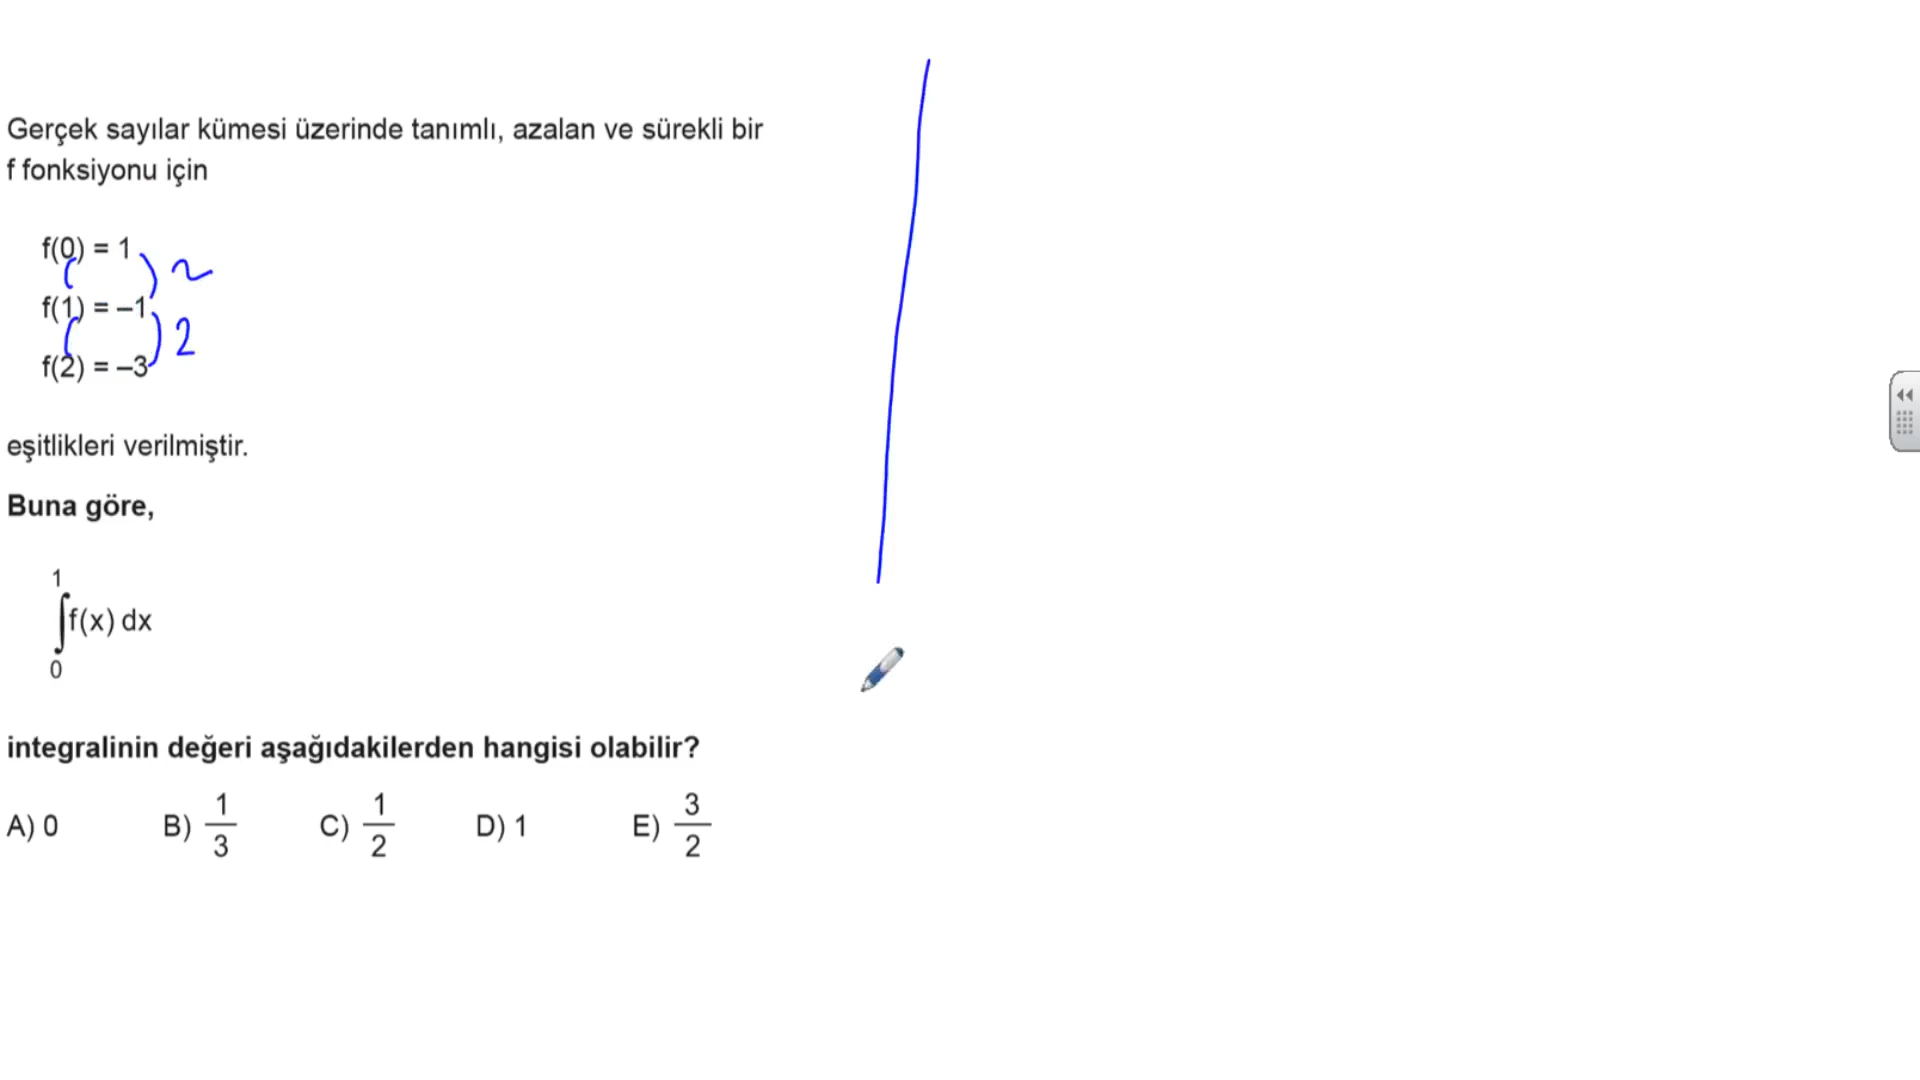 Gerçek sayılar kümesi üzerinde tanımlı, azalan ve sürekli bir
f fonksiyonu için
f(0) = 1
2
f(1) = –1
2
f(2) = –3
eşitlikleri verilmiştir.
Buna göre,
1
∫f(x) dx
0
integralinin değeri aşağıdakilerden hangisi olabilir?
A) 0 B) 1/3 C) 1/2 D) 1 E) 3/2